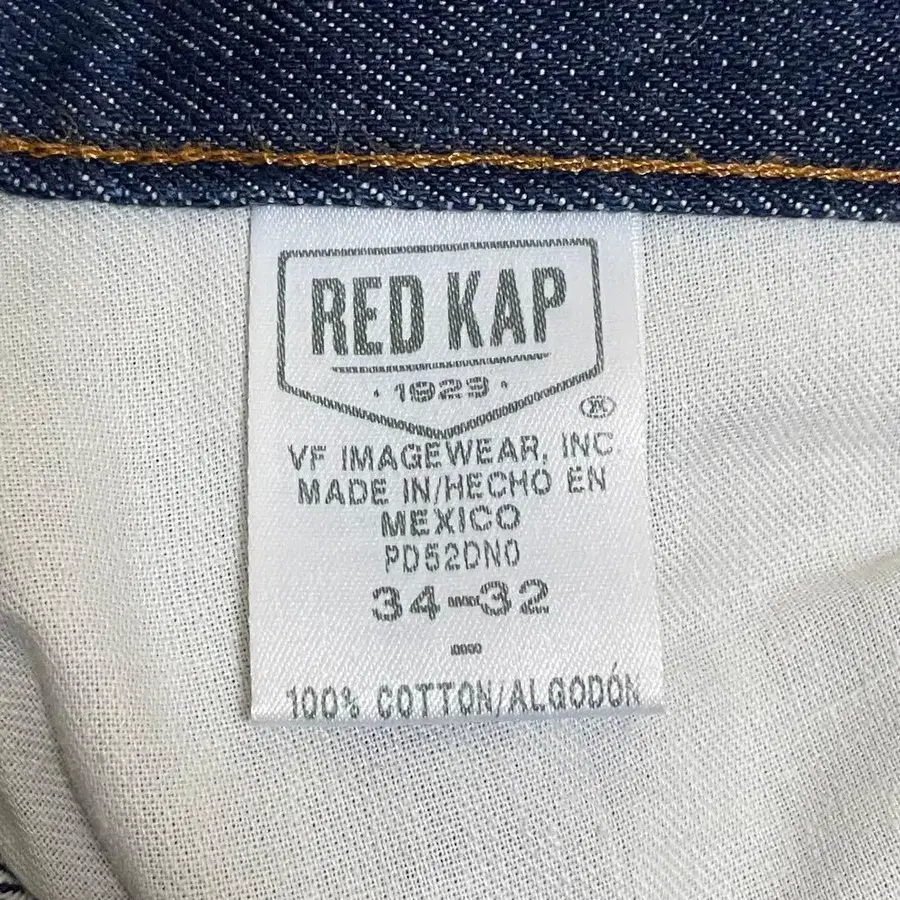 RED KAP
· 1923 ·
®
VF IMAGEWEAR, INC.
MADE IN/HECHO EN
MEXICO
PD52DN0
34-32
100% COTTON/ALGODÓN